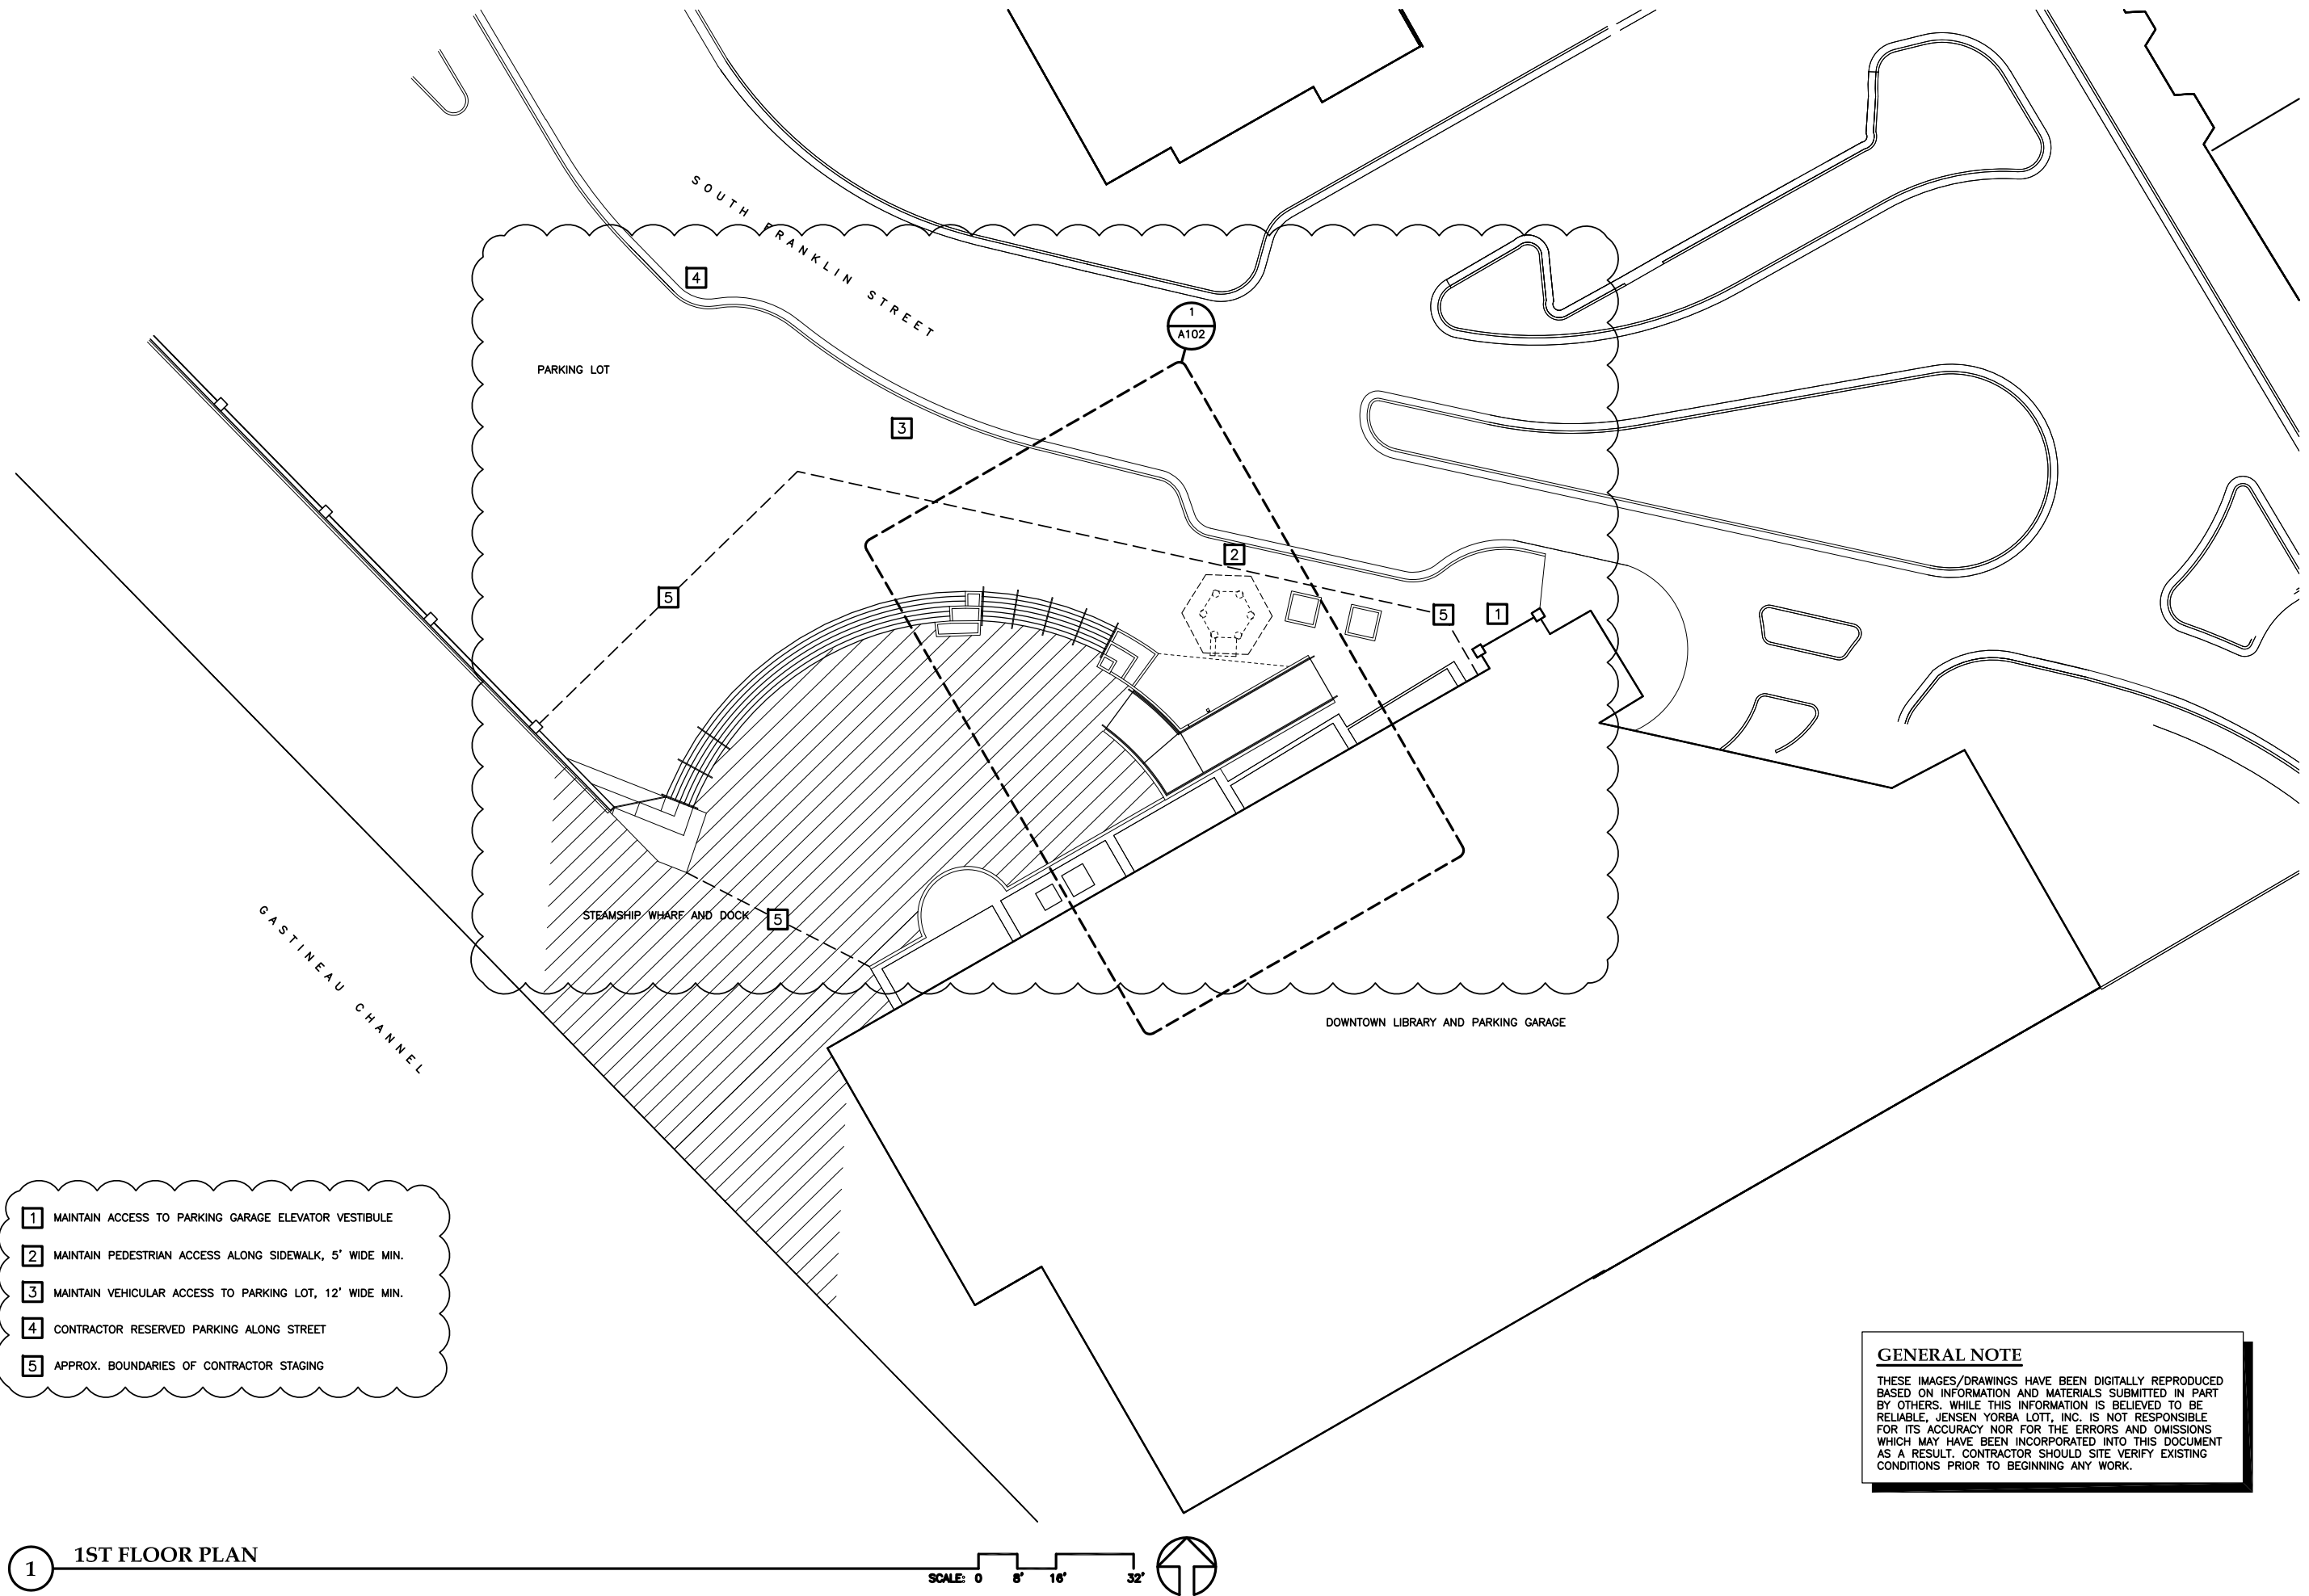 SOUTH FRANKLIN STREET
4
1
A102
PARKING LOT
3
2
5
5
1
STEAMSHIP WHARF AND DOCK
5
GASTINEAU CHANNEL
DOWNTOWN LIBRARY AND PARKING GARAGE
1 MAINTAIN ACCESS TO PARKING GARAGE ELEVATOR VESTIBULE
2 MAINTAIN PEDESTRIAN ACCESS ALONG SIDEWALK, 5' WIDE MIN.
3 MAINTAIN VEHICULAR ACCESS TO PARKING LOT, 12' WIDE MIN.
4 CONTRACTOR RESERVED PARKING ALONG STREET
5 APPROX. BOUNDARIES OF CONTRACTOR STAGING
GENERAL NOTE
THESE IMAGES/DRAWINGS HAVE BEEN DIGITALLY REPRODUCED
BASED ON INFORMATION AND MATERIALS SUBMITTED IN PART
BY OTHERS. WHILE THIS INFORMATION IS BELIEVED TO BE
RELIABLE, JENSEN YORBA LOTT, INC. IS NOT RESPONSIBLE
FOR ITS ACCURACY NOR FOR THE ERRORS AND OMISSIONS
WHICH MAY HAVE BEEN INCORPORATED INTO THIS DOCUMENT
AS A RESULT. CONTRACTOR SHOULD SITE VERIFY EXISTING
CONDITIONS PRIOR TO BEGINNING ANY WORK.
1 1ST FLOOR PLAN
SCALE: 0 8' 16' 32'